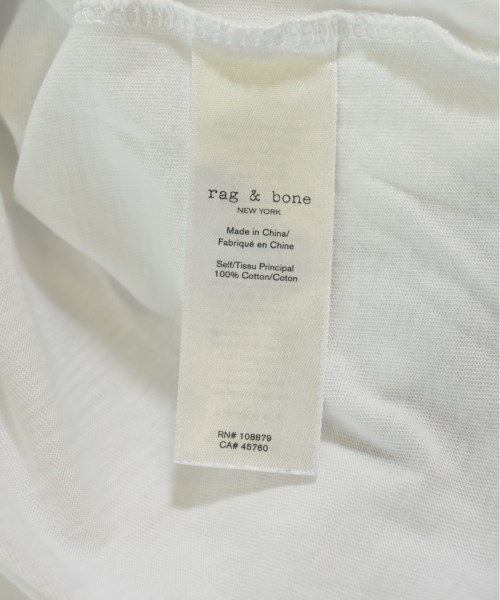 rag & bone
NEW YORK
Made in China/
Fabriqué en Chine
Self/Tissu Principal
100% Cotton/Coton
RN# 108879
CA# 45760